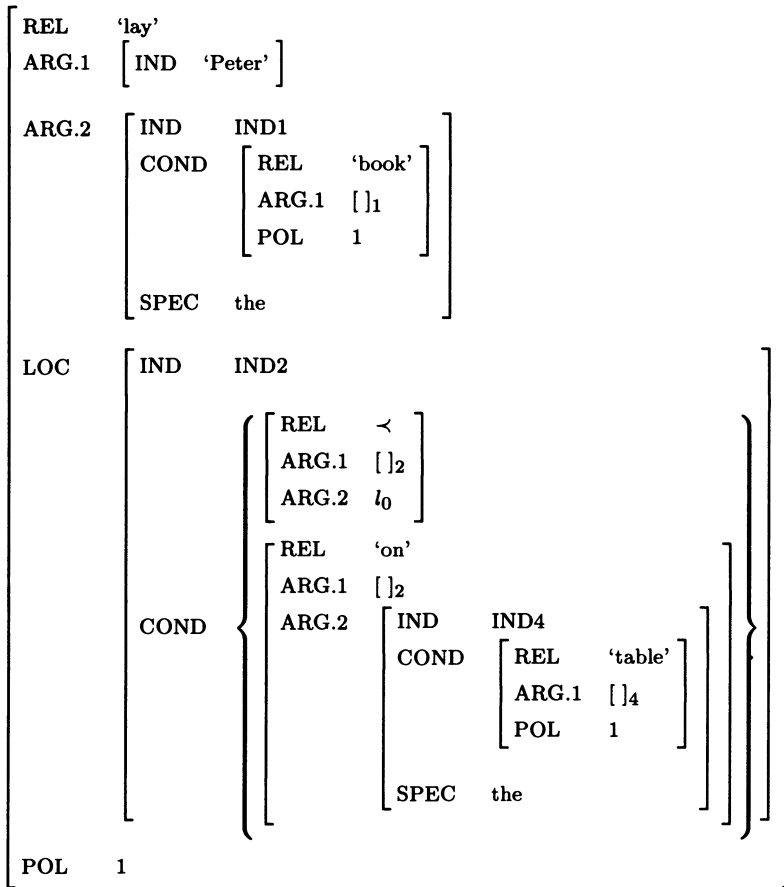 REL ‘lay’
ARG.1 [IND ‘Peter’]
ARG.2 [IND IND1
COND [REL ‘book’
ARG.1 [ ]₁
POL 1]
SPEC the]
LOC [IND IND2
{[REL ≺
ARG.1 [ ]₂
ARG.2 l₀]
[REL ‘on’
ARG.1 [ ]₂
COND ARG.2 [IND IND4
COND [REL ‘table’
ARG.1 [ ]₄
POL 1]
SPEC the]]}]
POL 1